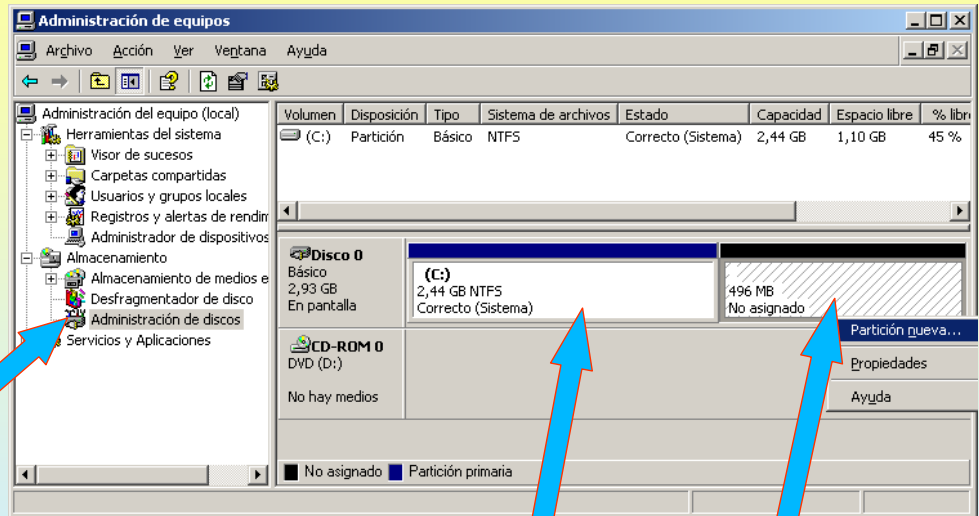 Administración de equipos
Archivo Acción Ver Ventana Ayuda
Administración del equipo (local)
Herramientas del sistema
Visor de sucesos
Carpetas compartidas
Usuarios y grupos locales
Registros y alertas de rendim
Administrador de dispositivos
Almacenamiento
Almacenamiento de medios e
Desfragmentador de disco
Administración de discos
Servicios y Aplicaciones
Volumen Disposición Tipo Sistema de archivos Estado Capacidad Espacio libre % libr
(C:) Partición Básico NTFS Correcto (Sistema) 2,44 GB 1,10 GB 45 %
Disco 0
Básico
2,93 GB
En pantalla
(C:)
2,44 GB NTFS
Correcto (Sistema)
496 MB
No asignado
Partición nueva...
Propiedades
Ayuda
CD-ROM 0
DVD (D:)
No hay medios
No asignado Partición primaria